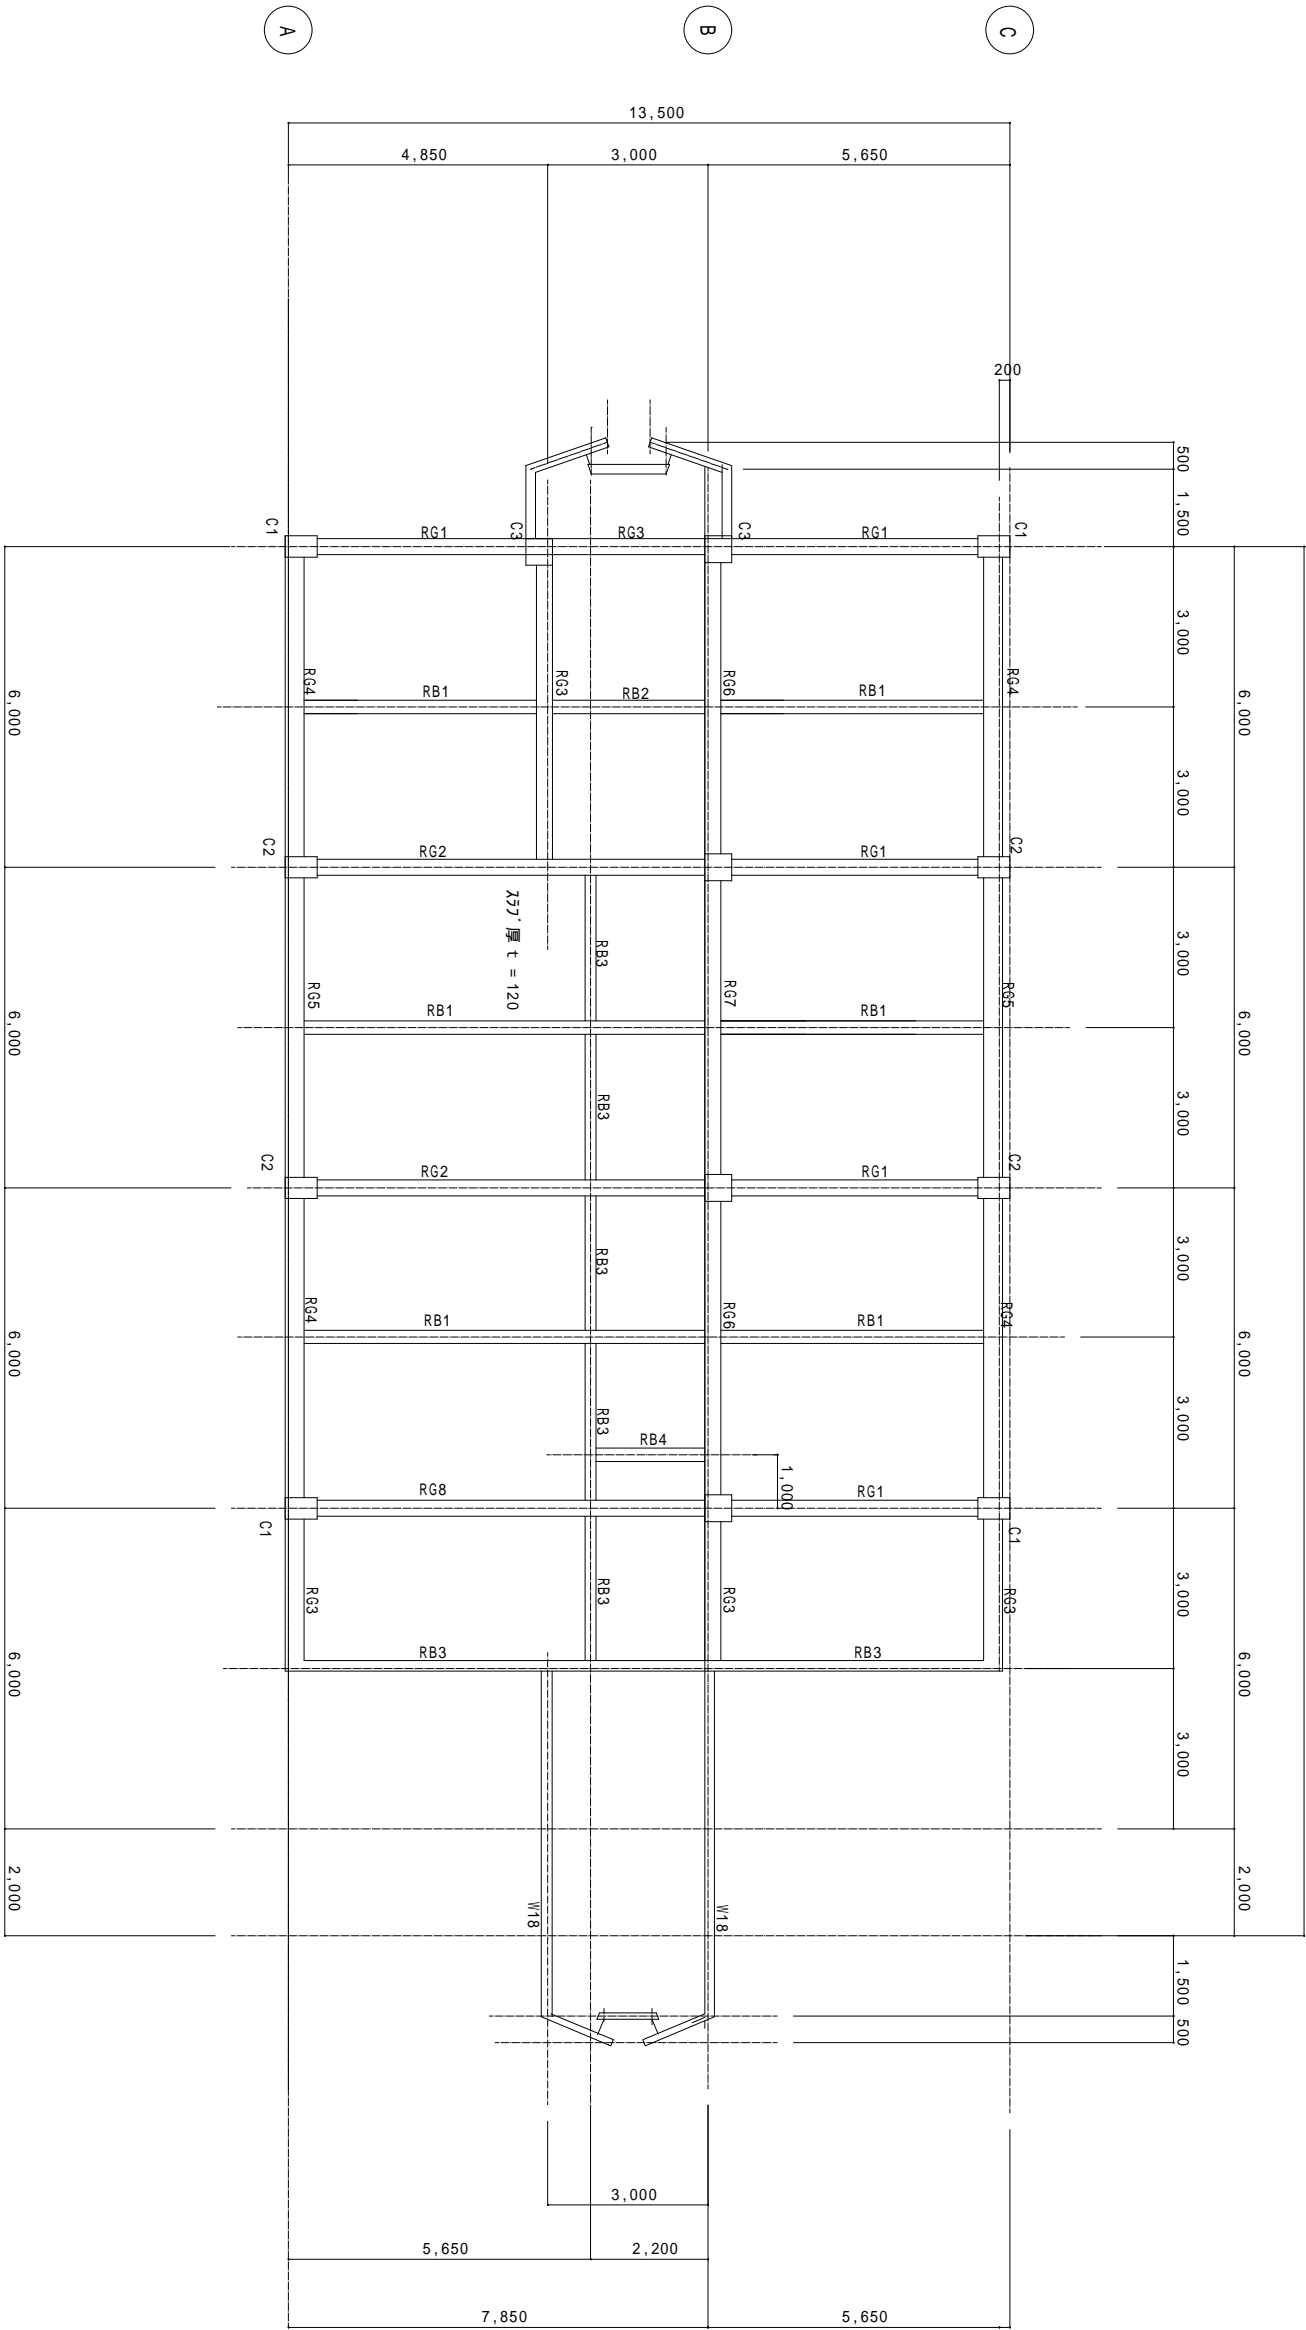 A
B
C
13,500
4,850
3,000
5,650
200
500
1,500
C1
RG1
C3
RG3
C3
RG1
C1
3,000
RG4
RB1
RG3
RB2
RG6
RB1
RG4
6,000
6,000
3,000
C2
RG2
RG1
C2
スラブ厚 t =120
RB3
3,000
RG5
RB1
RG7
RB1
RG5
6,000
6,000
RB3
3,000
C2
RG2
RG1
C2
RB3
3,000
RG4
RB1
RG6
RB1
RG4
6,000
6,000
RB3
RB4
3,000
1,000
RG8
RG1
C1
C1
RG3
RB3
RG3
RG3
3,000
RB3
RB3
6,000
6,000
3,000
2,000
W18
W18
2,000
1,500
500
3,000
5,650
2,200
7,850
5,650